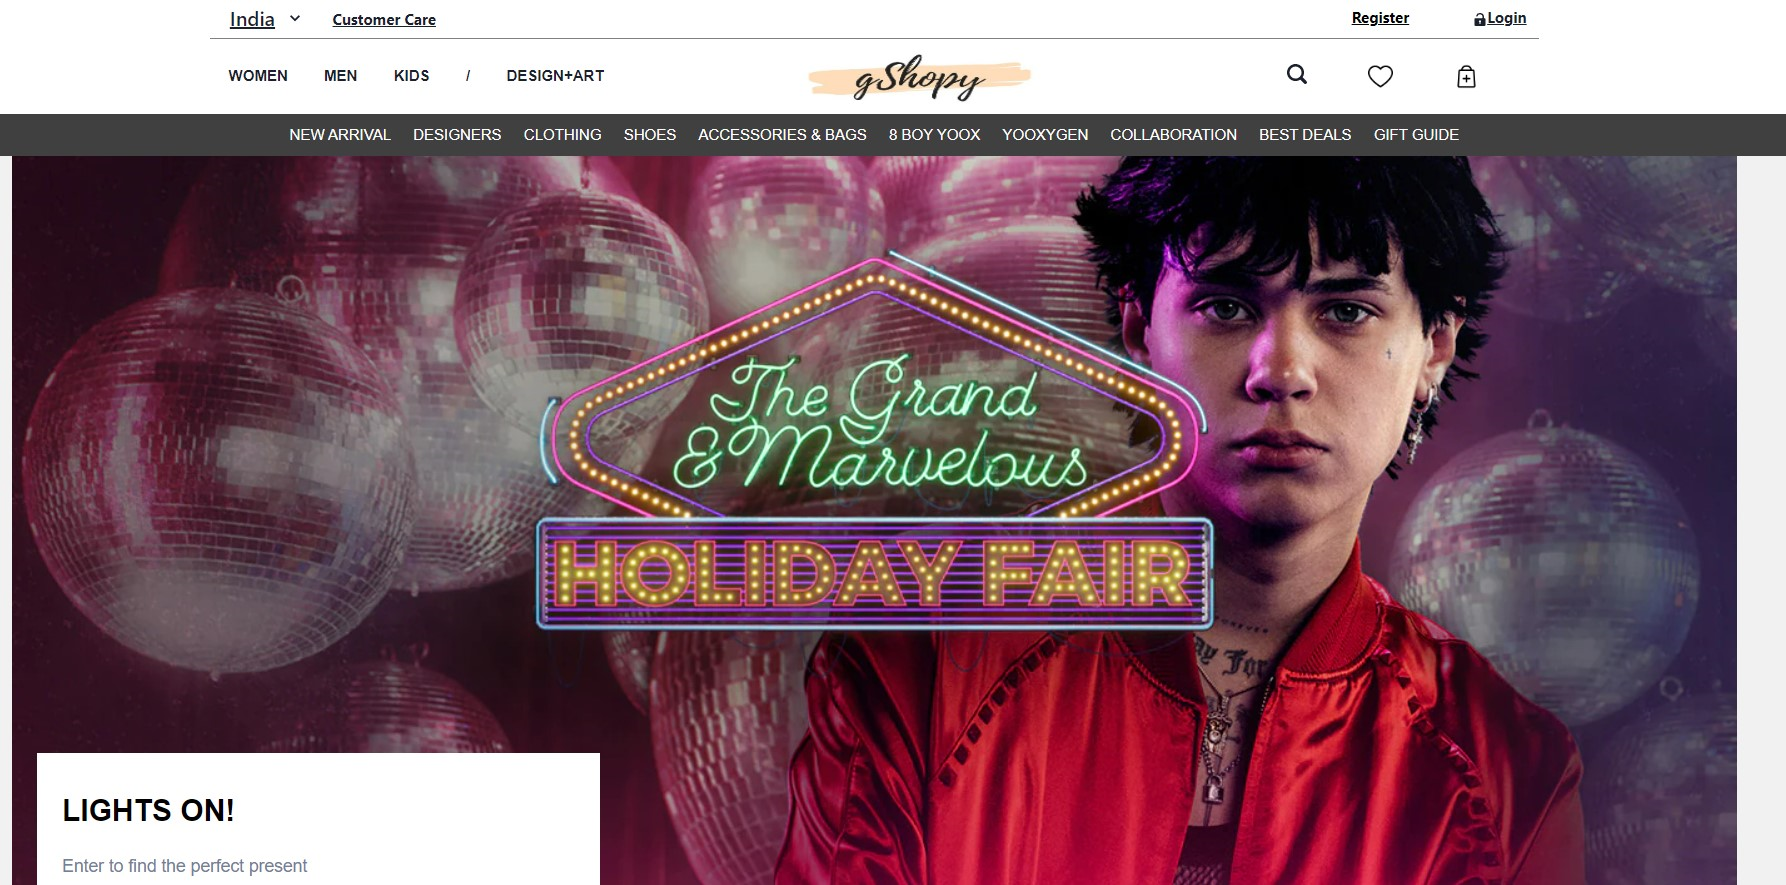 India Customer Care Register Login
WOMEN MEN KIDS / DESIGN+ART gShopy
NEW ARRIVAL DESIGNERS CLOTHING SHOES ACCESSORIES & BAGS 8 BOY YOOX YOOXYGEN COLLABORATION BEST DEALS GIFT GUIDE
The Grand
& Marvelous
HOLIDAY FAIR
LIGHTS ON!
Enter to find the perfect present